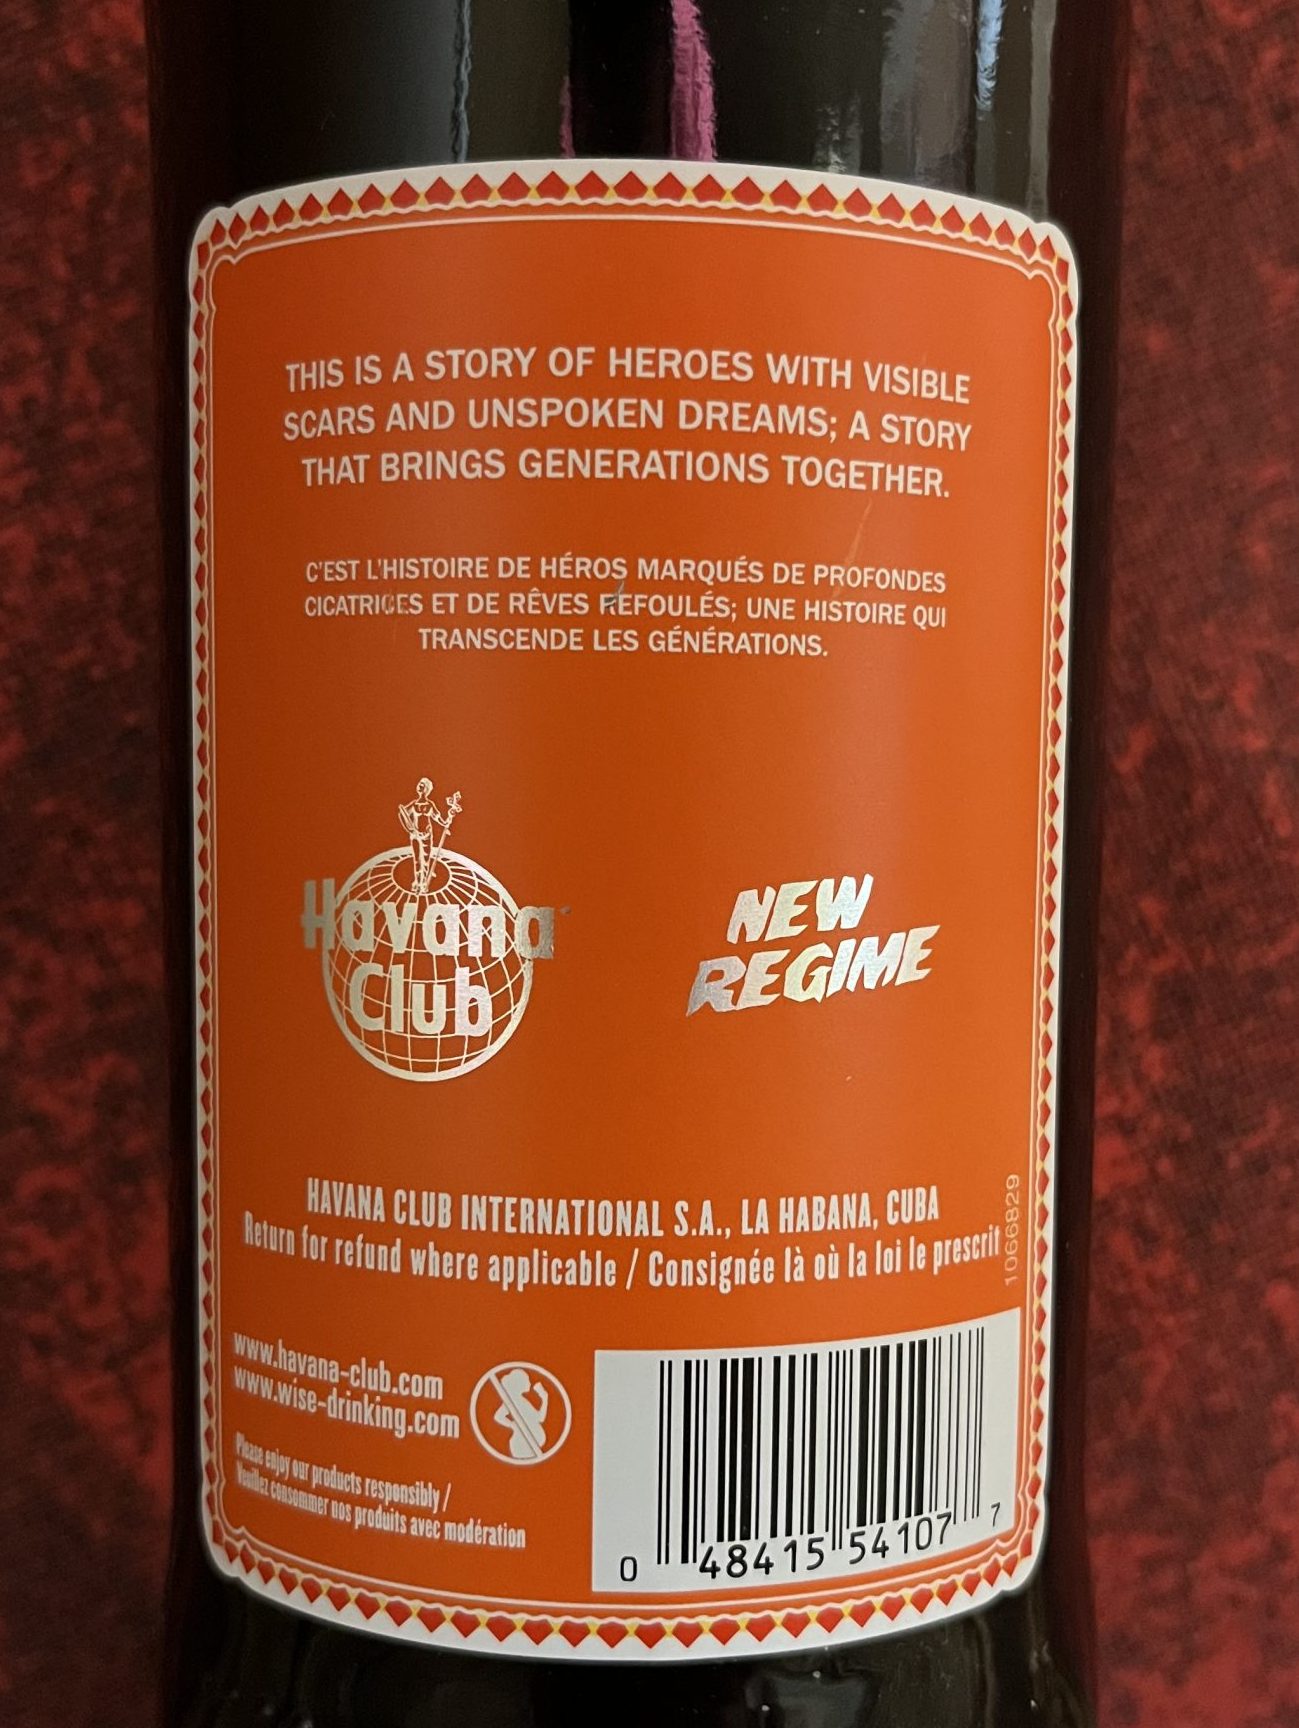 THIS IS A STORY OF HEROES WITH VISIBLE
SCARS AND UNSPOKEN DREAMS; A STORY
THAT BRINGS GENERATIONS TOGETHER.
C'EST L'HISTOIRE DE HÉROS MARQUÉS DE PROFONDES
CICATRICES ET DE RÊVES REFOULÉS; UNE HISTOIRE QUI
TRANSCENDE LES GÉNÉRATIONS.
Havana
Club
NEW
REGIME
HAVANA CLUB INTERNATIONAL S.A., LA HABANA, CUBA
Return for refund where applicable / Consignée là où la loi le prescrit
1066829
www.havana-club.com
www.wise-drinking.com
Please enjoy our products responsibly /
Veuillez consommer nos produits avec modération
0 48415 54107 7